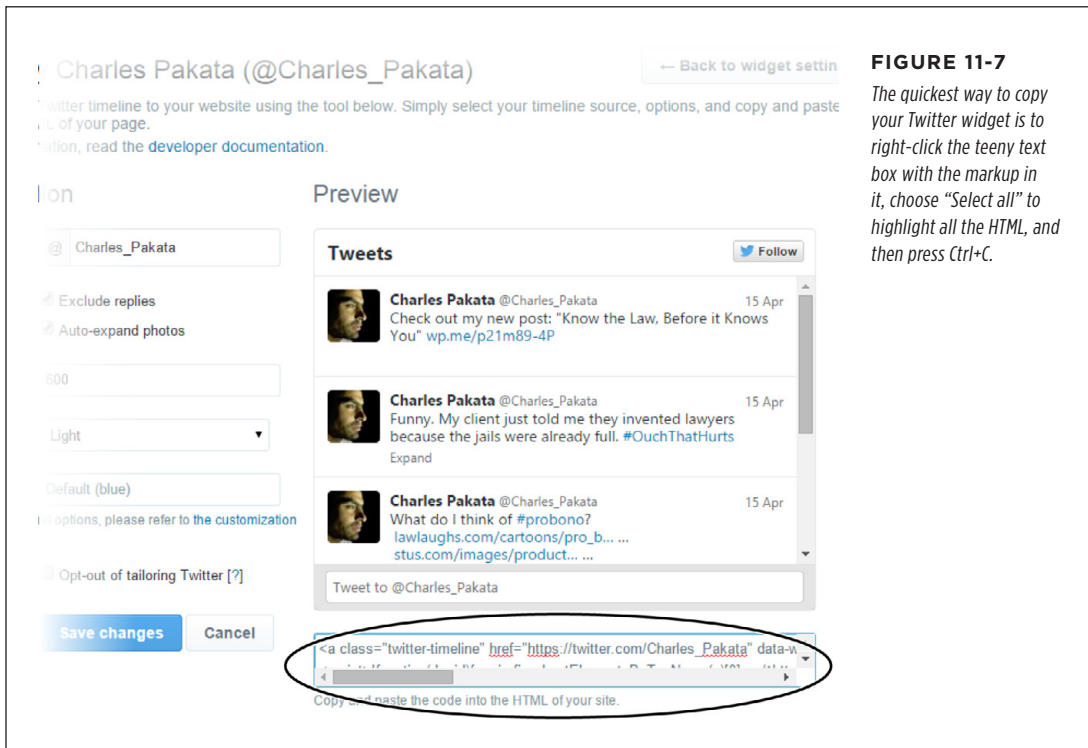 Charles Pakata (@Charles_Pakata)
← Back to widget settin
Twitter timeline to your website using the tool below. Simply select your timeline source, options, and copy and paste
of your page.
ation, read the developer documentation.
on
@ Charles_Pakata
Exclude replies
Auto-expand photos
600
Light
Default (blue)
options, please refer to the customization
Opt-out of tailoring Twitter [?]
Save changes
Cancel
Preview
Tweets
Follow
Charles Pakata @Charles_Pakata 15 Apr
Check out my new post: "Know the Law, Before it Knows
You" wp.me/p21m89-4P
Charles Pakata @Charles_Pakata 15 Apr
Funny. My client just told me they invented lawyers
because the jails were already full. #OuchThatHurts
Expand
Charles Pakata @Charles_Pakata 15 Apr
What do I think of #probono?
lawlaughs.com/cartoons/pro_b... ...
stus.com/images/product... ...
Tweet to @Charles_Pakata
<a class="twitter-timeline" href="https://twitter.com/Charles_Pakata" data-w
Copy and paste the code into the HTML of your site.
FIGURE 11-7
The quickest way to copy
your Twitter widget is to
right-click the teeny text
box with the markup in
it, choose “Select all” to
highlight all the HTML, and
then press Ctrl+C.